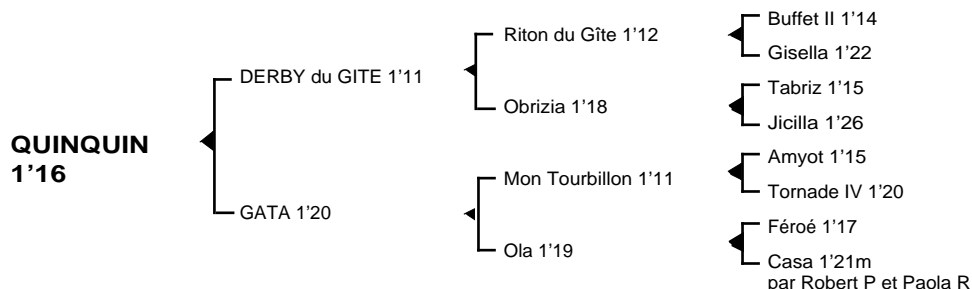 Buffet II 1’14
Riton du Gîte 1’12
Gisella 1’22
DERBY du GITE 1’11
Tabriz 1’15
Obrizia 1’18
Jicilla 1’26
QUINQUIN
1’16
Amyot 1’15
Mon Tourbillon 1’11
Tornade IV 1’20
GATA 1’20
Féroé 1’17
Ola 1’19
Casa 1’21m
par Robert P et Paola R